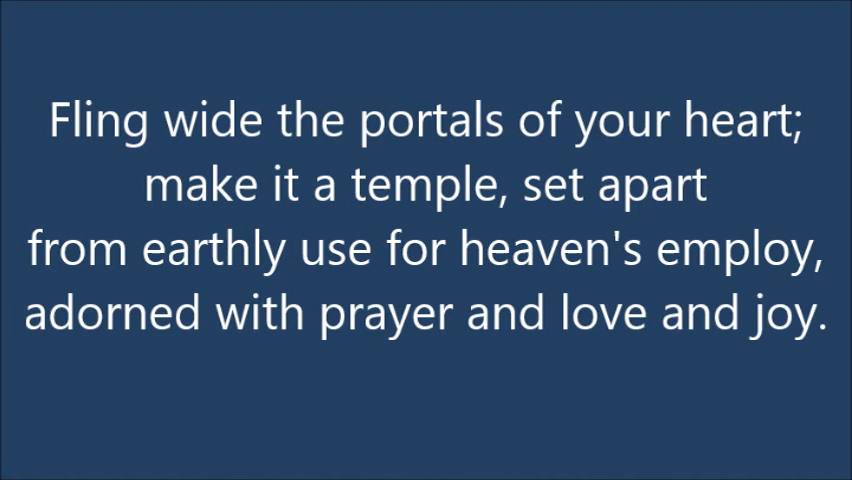 Fling wide the portals of your heart;
make it a temple, set apart
from earthly use for heaven's employ,
adorned with prayer and love and joy.